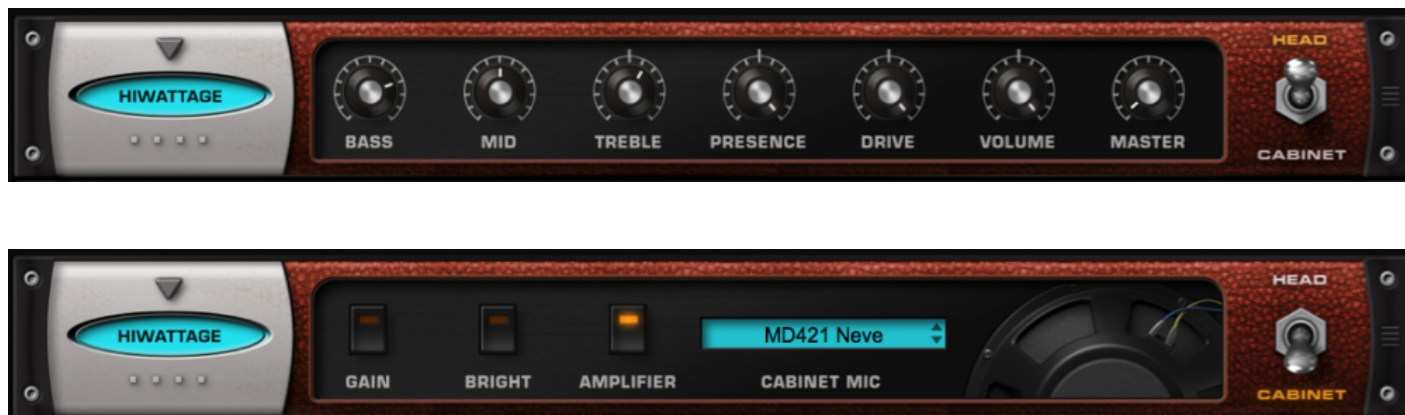 HEAD
HIWATTAGE
BASS MID TREBLE PRESENCE DRIVE VOLUME MASTER
CABINET
HEAD
HIWATTAGE
MD421 Neve
GAIN BRIGHT AMPLIFIER CABINET MIC
CABINET